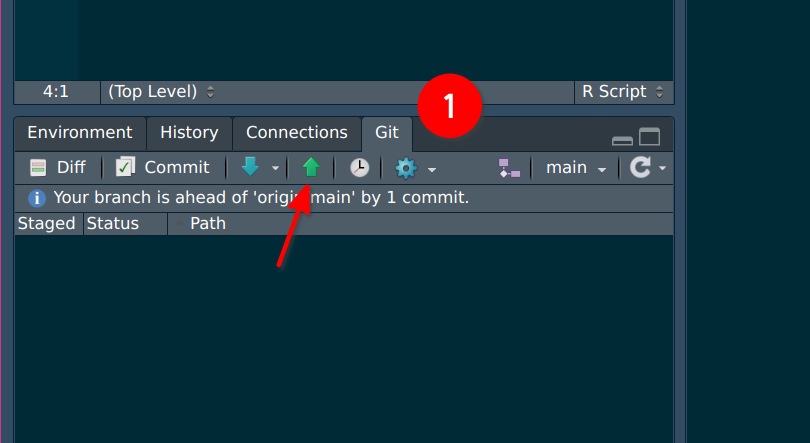 4:1 (Top Level) R Script
1
Environment History Connections Git
Diff Commit main
Your branch is ahead of 'origin/main' by 1 commit.
Staged Status Path